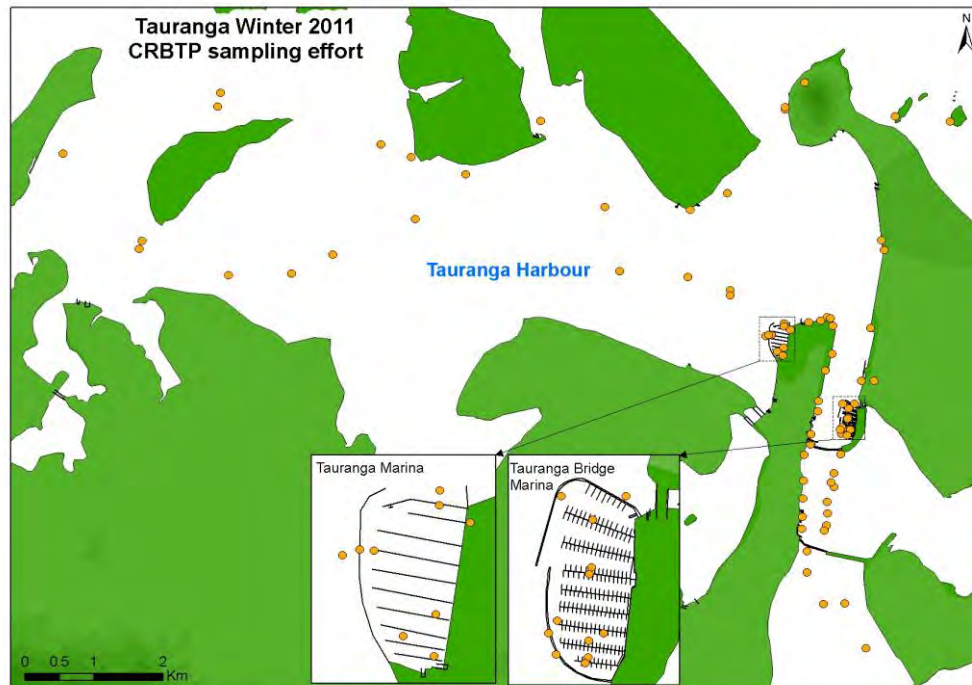 Tauranga Winter 2011
CRBTP sampling effort
N
Tauranga Harbour
Tauranga Marina
Tauranga Bridge
Marina
0 0.5 1 2
Km